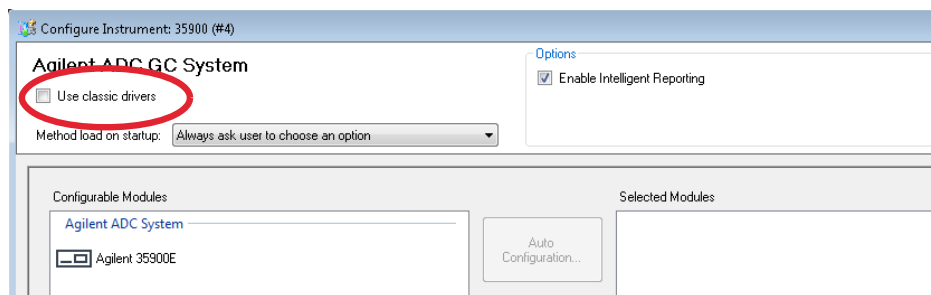 Configure Instrument: 35900 (#4)
Agilent ADC GC System
Options
Enable Intelligent Reporting
Use classic drivers
Method load on startup: Always ask user to choose an option
Configurable Modules
Selected Modules
Agilent ADC System
Agilent 35900E
Auto
Configuration...